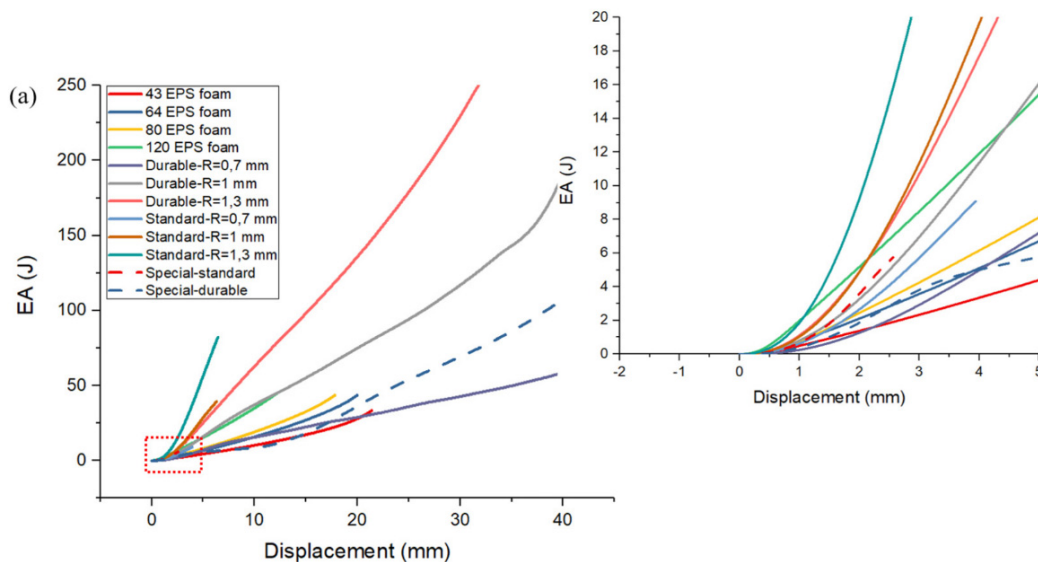 (a)
250
200
150
100
50
0
EA (J)
43 EPS foam
64 EPS foam
80 EPS foam
120 EPS foam
Durable-R=0,7 mm
Durable-R=1 mm
Durable-R=1,3 mm
Standard-R=0,7 mm
Standard-R=1 mm
Standard-R=1,3 mm
Special-standard
Special-durable
0 10 20 30 40
Displacement (mm)
20
18
16
14
12
10
8
6
4
2
0
EA (J)
-2 -1 0 1 2 3 4 5
Displacement (mm)